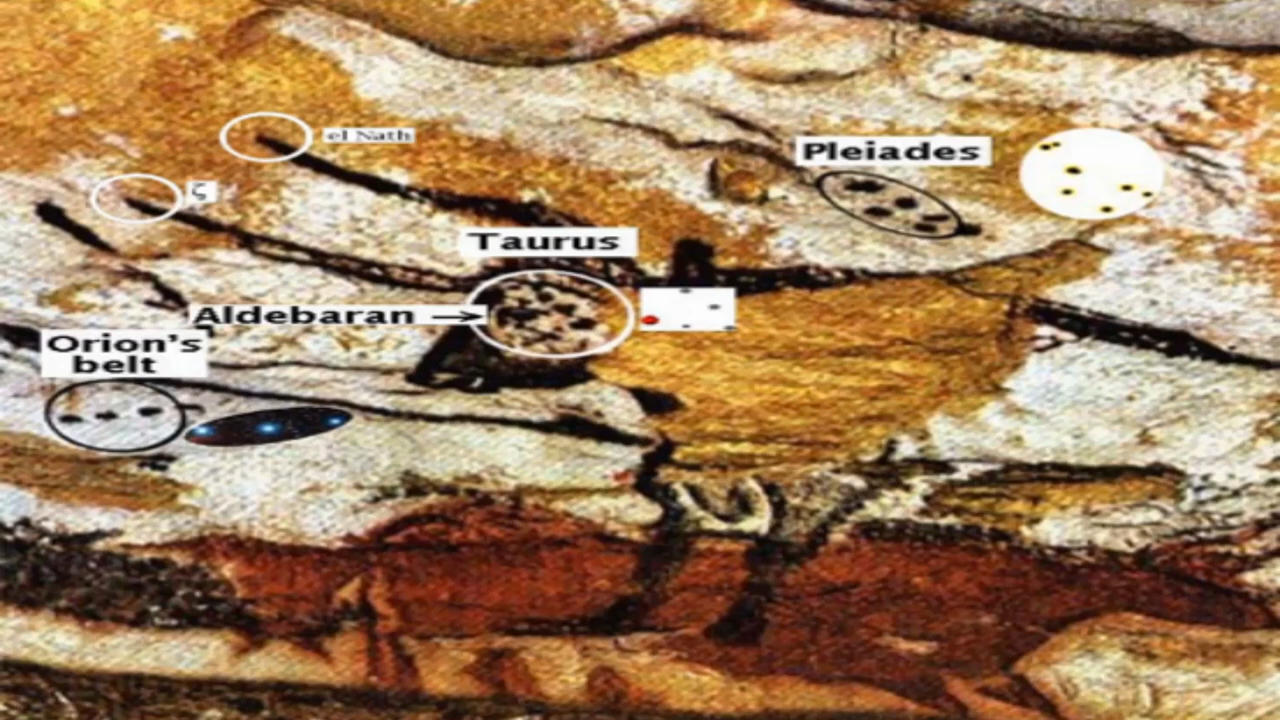 el Nath
ζ
Pleiades
Taurus
Aldebaran →
Orion's
belt